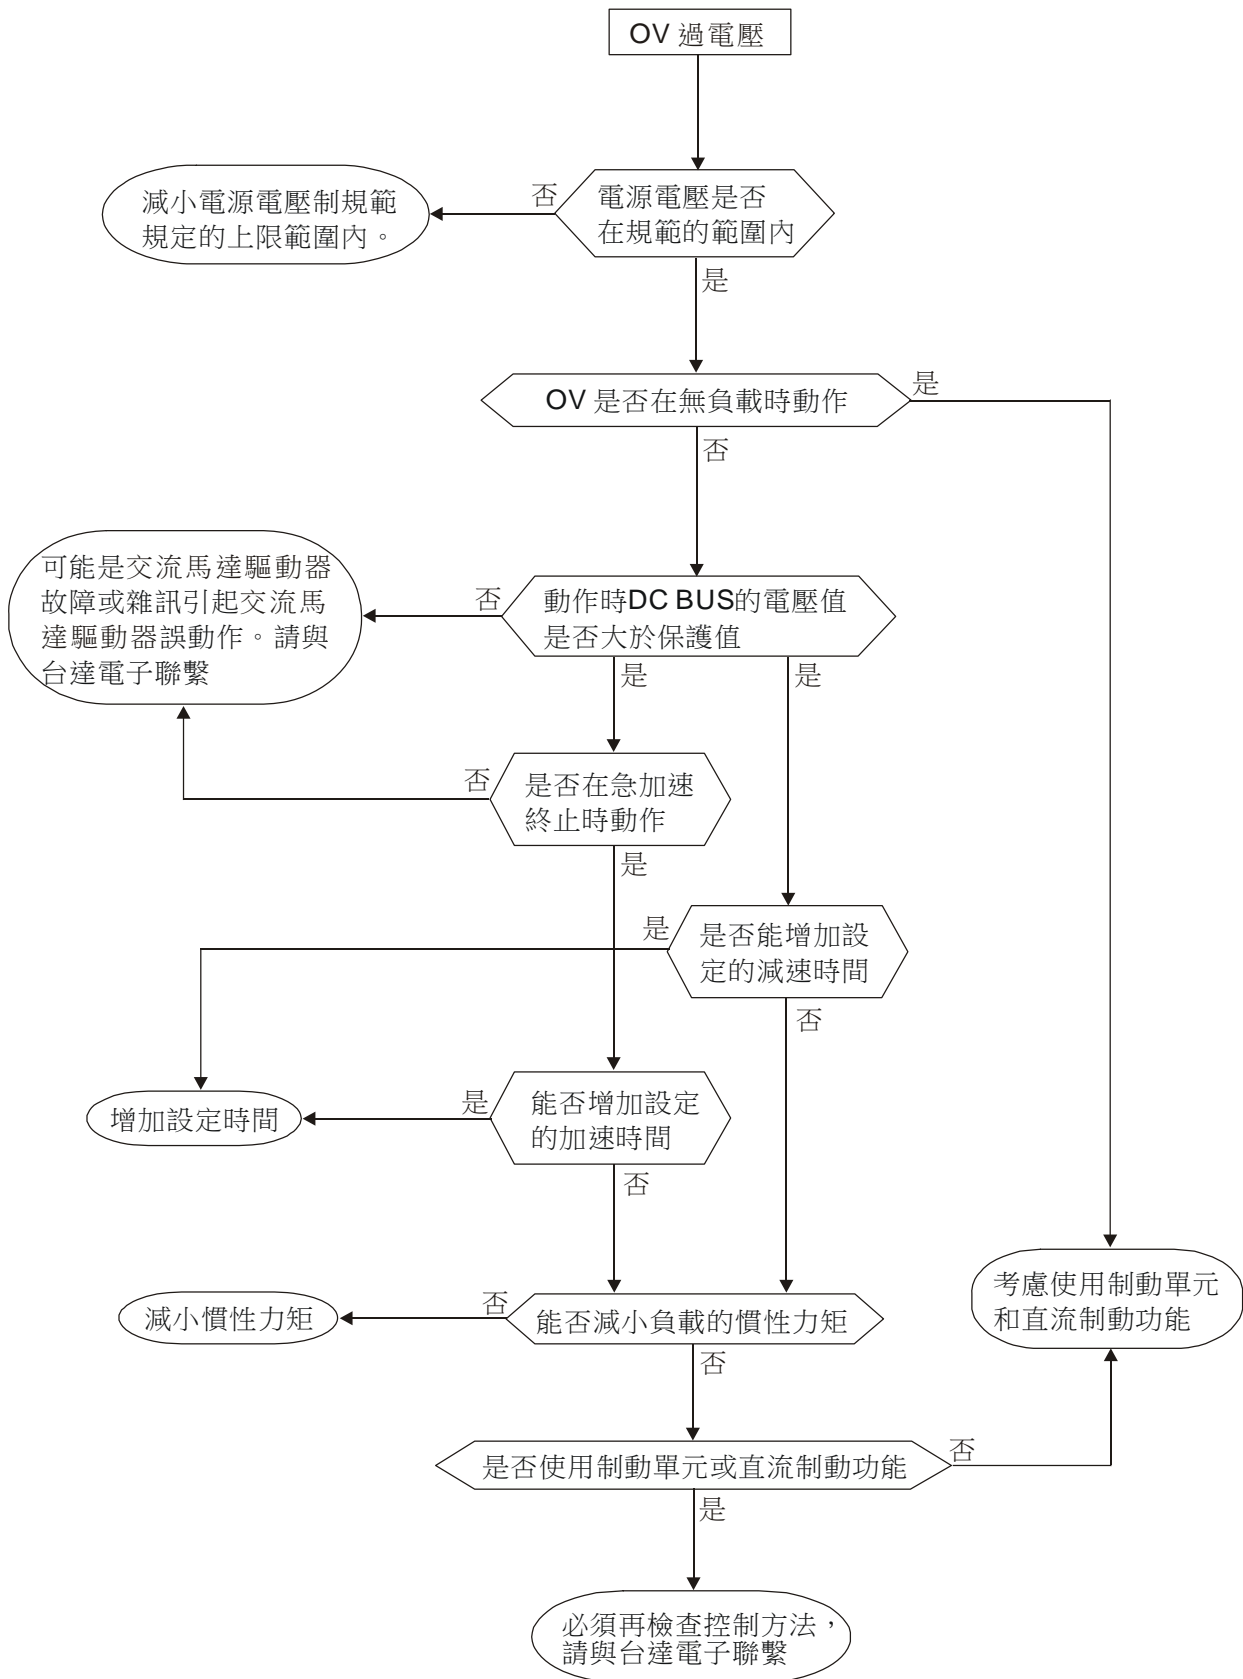 OV 過電壓
否
減小電源電壓制規範
規定的上限範圍內。
電源電壓是否
在規範的範圍內
是
OV 是否在無負載時動作
是
否
可能是交流馬達驅動器
故障或雜訊引起交流馬
達驅動器誤動作。請與
台達電子聯繫
否
動作時DC BUS的電壓值
是否大於保護值
是
是
否
是否在急加速
終止時動作
是
是
是否能增加設
定的減速時間
否
增加設定時間
是
能否增加設定
的加速時間
否
考慮使用制動單元
和直流制動功能
減小慣性力矩
否
能否減小負載的慣性力矩
否
是否使用制動單元或直流制動功能
否
是
必須再檢查控制方法,
請與台達電子聯繫